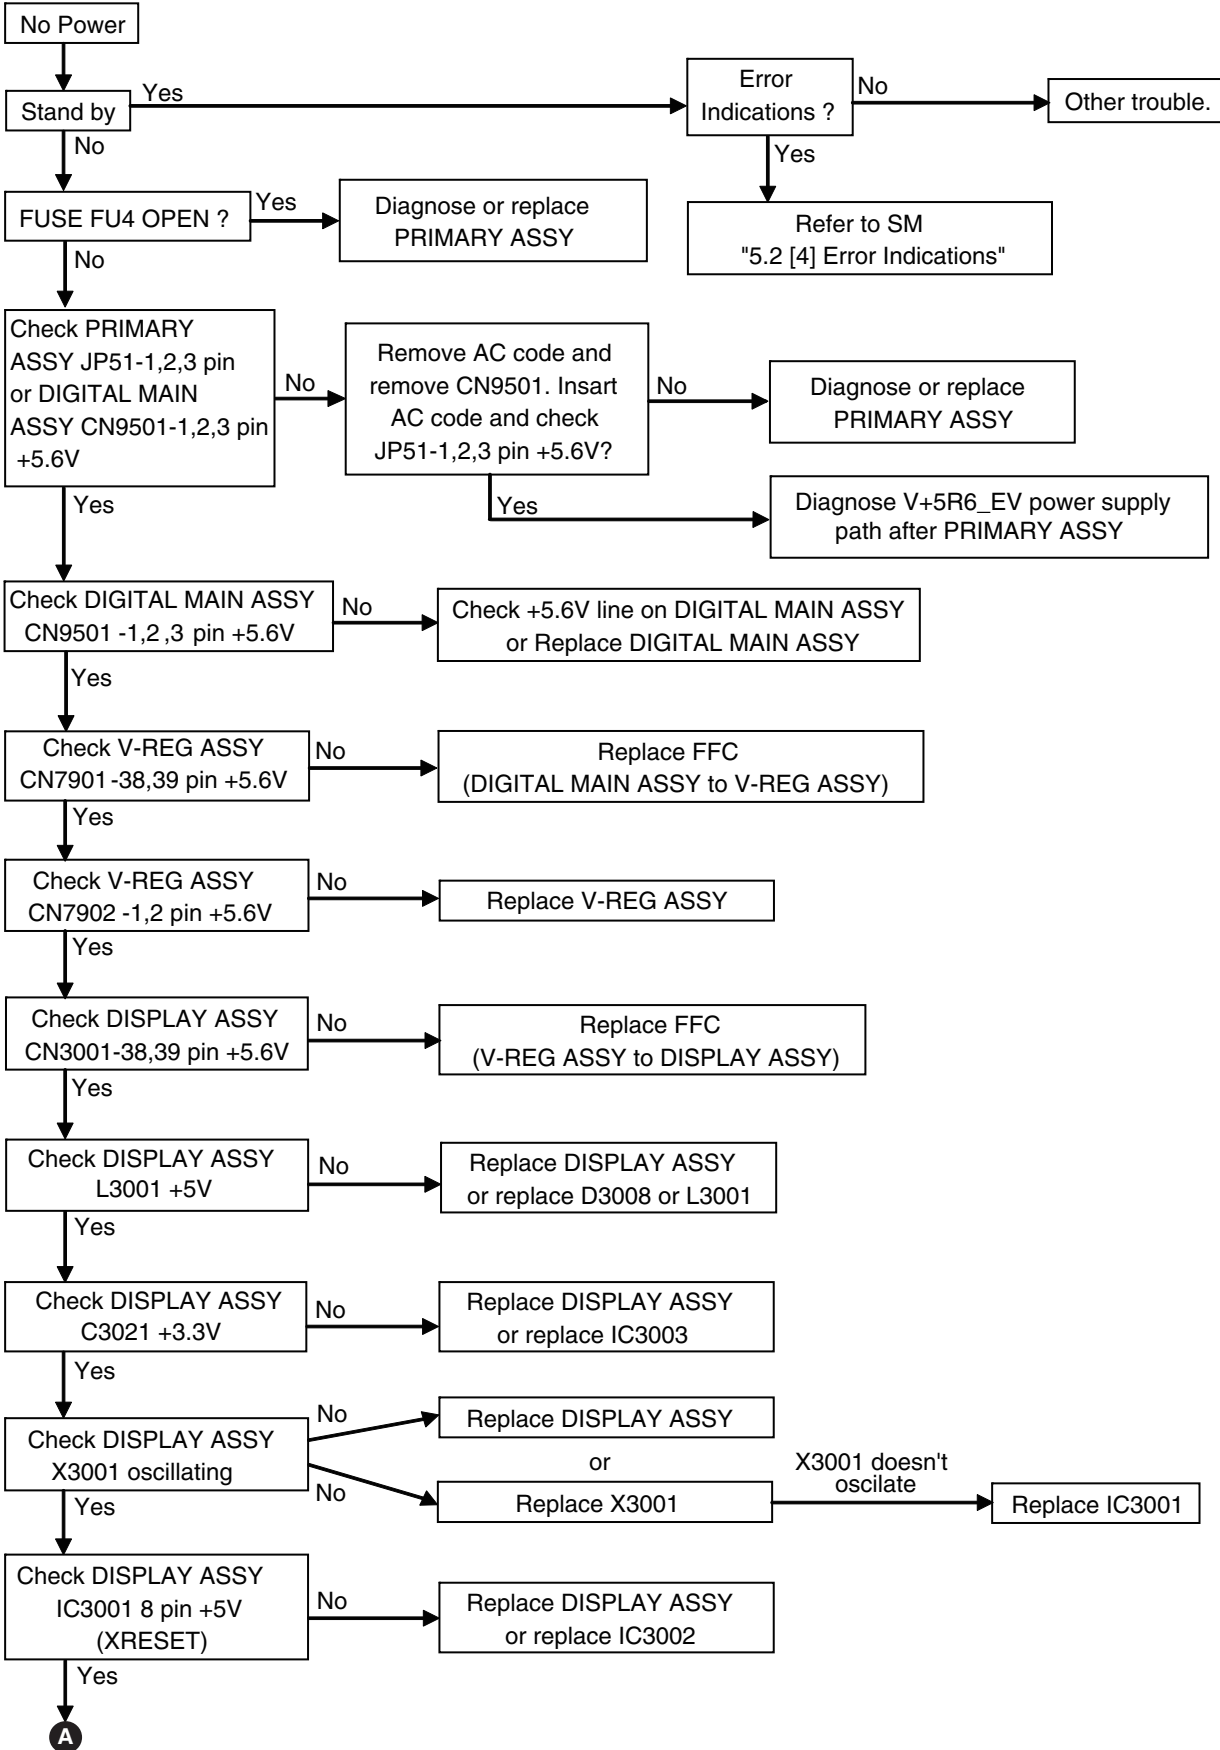 No Power
Stand by
Yes
Error
Indications ?
No
Other trouble.
No
Yes
FUSE FU4 OPEN ?
Yes
Diagnose or replace
PRIMARY ASSY
Refer to SM
"5.2 [4] Error Indications"
No
Check PRIMARY
ASSY JP51-1,2,3 pin
or DIGITAL MAIN
ASSY CN9501-1,2,3 pin
+5.6V
No
Remove AC code and
remove CN9501. Insart
AC code and check
JP51-1,2,3 pin +5.6V?
No
Diagnose or replace
PRIMARY ASSY
Yes
Yes
Diagnose V+5R6_EV power supply
path after PRIMARY ASSY
Check DIGITAL MAIN ASSY
CN9501 -1,2 ,3 pin +5.6V
No
Check +5.6V line on DIGITAL MAIN ASSY
or Replace DIGITAL MAIN ASSY
Yes
Check V-REG ASSY
CN7901-38,39 pin +5.6V
No
Replace FFC
(DIGITAL MAIN ASSY to V-REG ASSY)
Yes
Check V-REG ASSY
CN7902 -1,2 pin +5.6V
No
Replace V-REG ASSY
Yes
Check DISPLAY ASSY
CN3001-38,39 pin +5.6V
No
Replace FFC
(V-REG ASSY to DISPLAY ASSY)
Yes
Check DISPLAY ASSY
L3001 +5V
No
Replace DISPLAY ASSY
or replace D3008 or L3001
Yes
Check DISPLAY ASSY
C3021 +3.3V
No
Replace DISPLAY ASSY
or replace IC3003
Yes
Check DISPLAY ASSY
X3001 oscillating
No
Replace DISPLAY ASSY
or
No
Replace X3001
X3001 doesn't
oscilate
Replace IC3001
Yes
Check DISPLAY ASSY
IC3001 8 pin +5V
(XRESET)
No
Replace DISPLAY ASSY
or replace IC3002
Yes
A